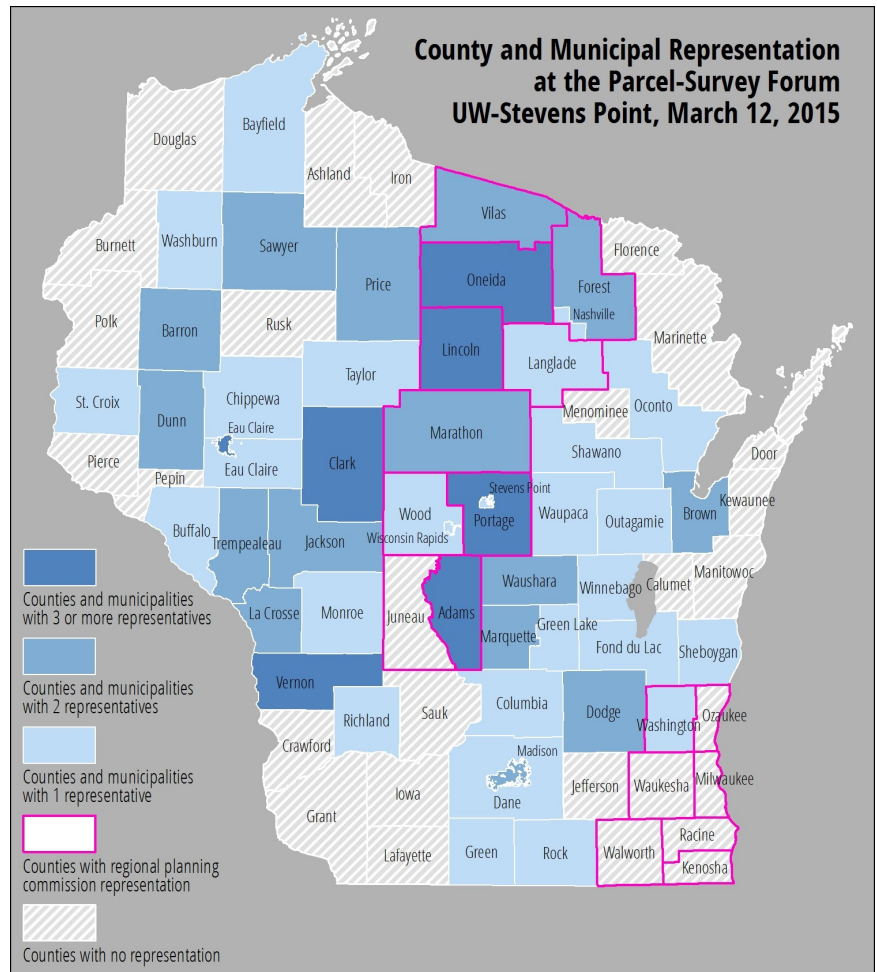 County and Municipal Representation
at the Parcel-Survey Forum
UW-Stevens Point, March 12, 2015
Douglas
Bayfield
Ashland
Iron
Vilas
Burnett
Washburn
Sawyer
Price
Oneida
Florence
Forest
Nashville
Polk
Barron
Rusk
Lincoln
Marinette
Langlade
Taylor
St. Croix
Dunn
Chippewa
Eau Claire
Menominee
Oconto
Marathon
Clark
Eau Claire
Pierce
Pepin
Shawano
Door
Stevens Point
Kewaunee
Buffalo
Trempealeau
Jackson
Wood
Wisconsin Rapids
Portage
Waupaca
Outagamie
Brown
Manitowoc
Calumet
Waushara
Winnebago
La Crosse
Monroe
Juneau
Adams
Marquette
Green Lake
Fond du Lac
Sheboygan
Vernon
Richland
Sauk
Columbia
Dodge
Washington
Ozaukee
Crawford
Madison
Dane
Iowa
Jefferson
Waukesha
Milwaukee
Grant
Lafayette
Green
Rock
Walworth
Racine
Kenosha
Counties and municipalities
with 3 or more representatives
Counties and municipalities
with 2 representatives
Counties and municipalities
with 1 representative
Counties with regional planning
commission representation
Counties with no representation